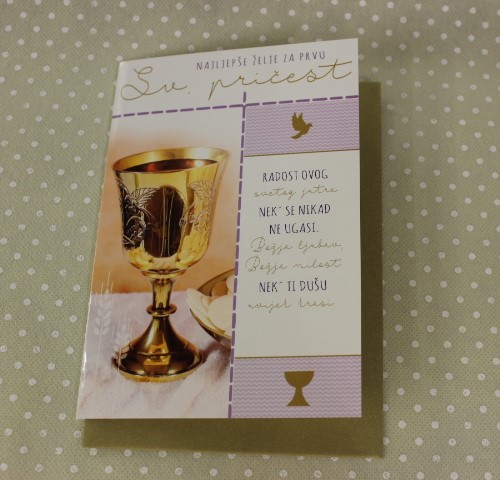 NAJLJEPŠE ŽELJE ZA PRVU
Sv. pričest
RADOST OVOG
svetog jutra
NEK' SE NIKAD
NE UGASI.
Božja ljubav,
Božja milost
NEK' TI DUŠU
uvijek krasi